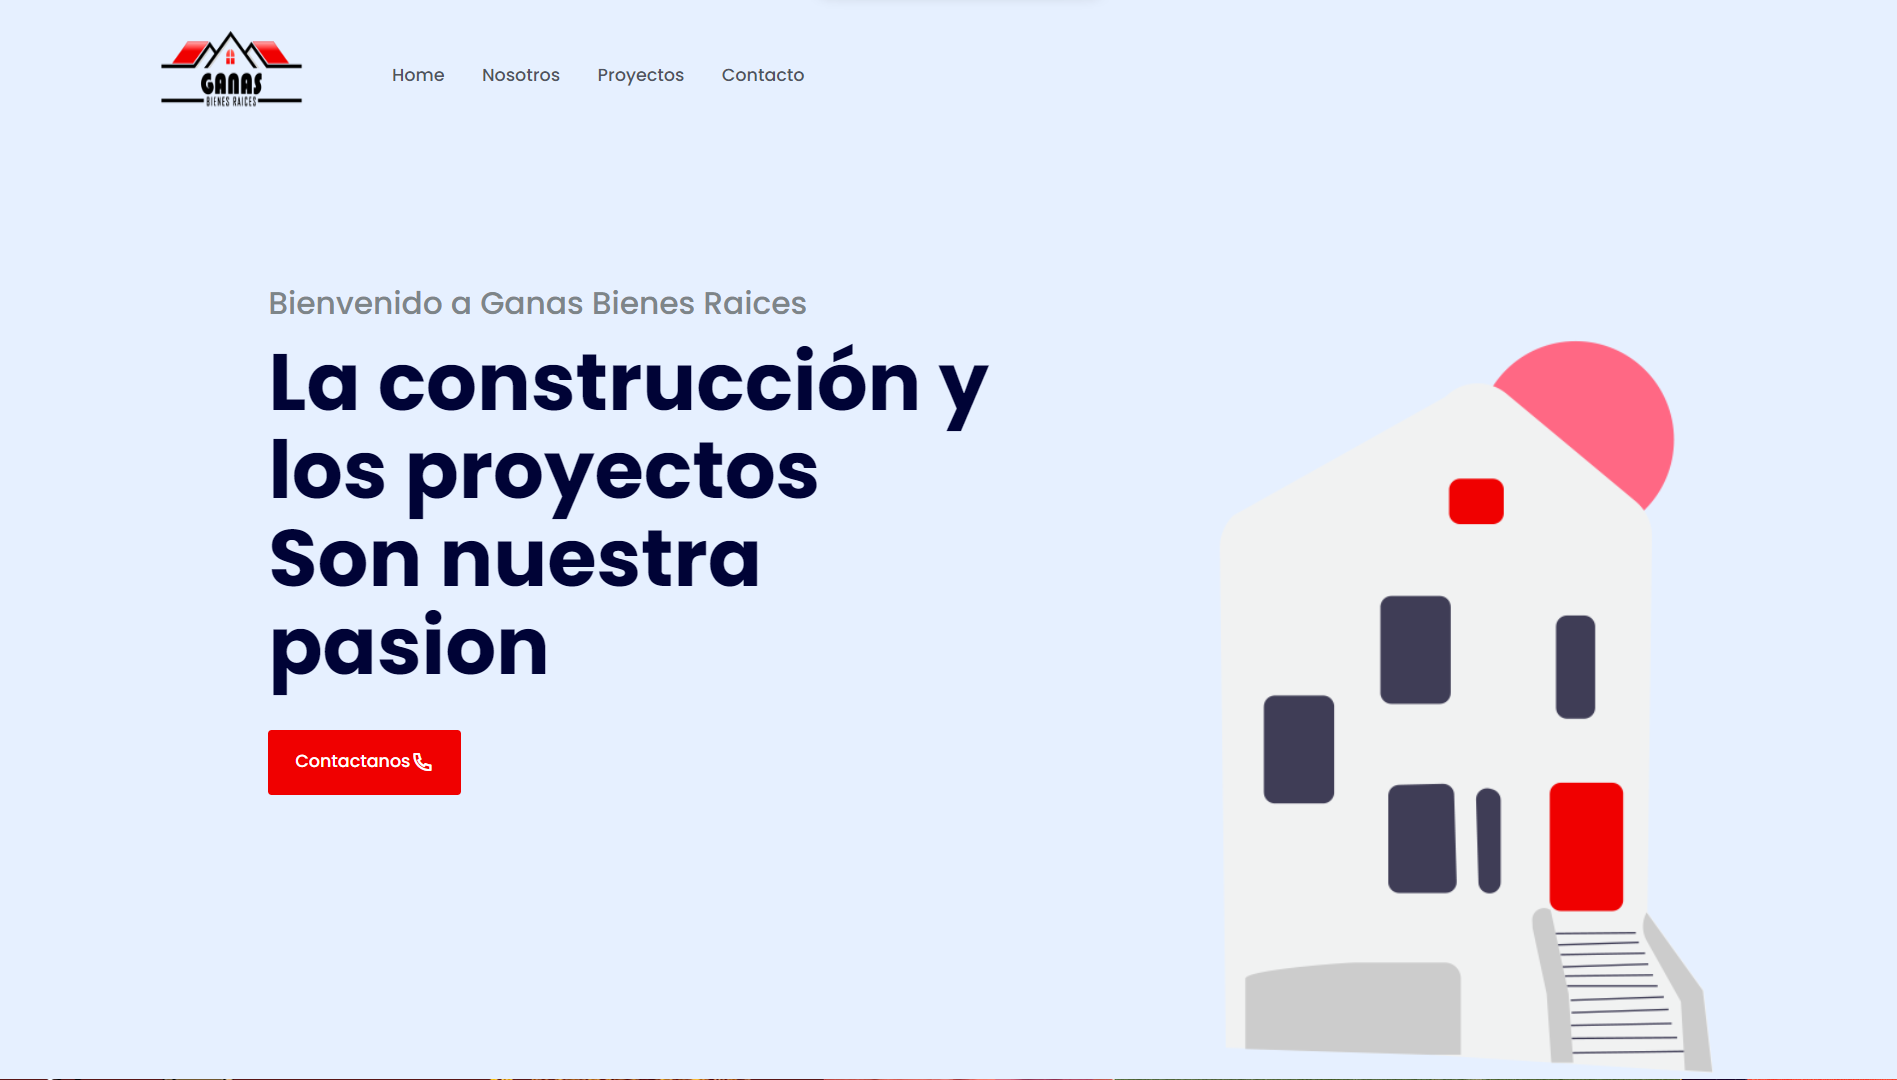 GANAS
BIENES RAICES
Home Nosotros Proyectos Contacto
Bienvenido a Ganas Bienes Raices
La construcción y
los proyectos
Son nuestra
pasion
Contactanos